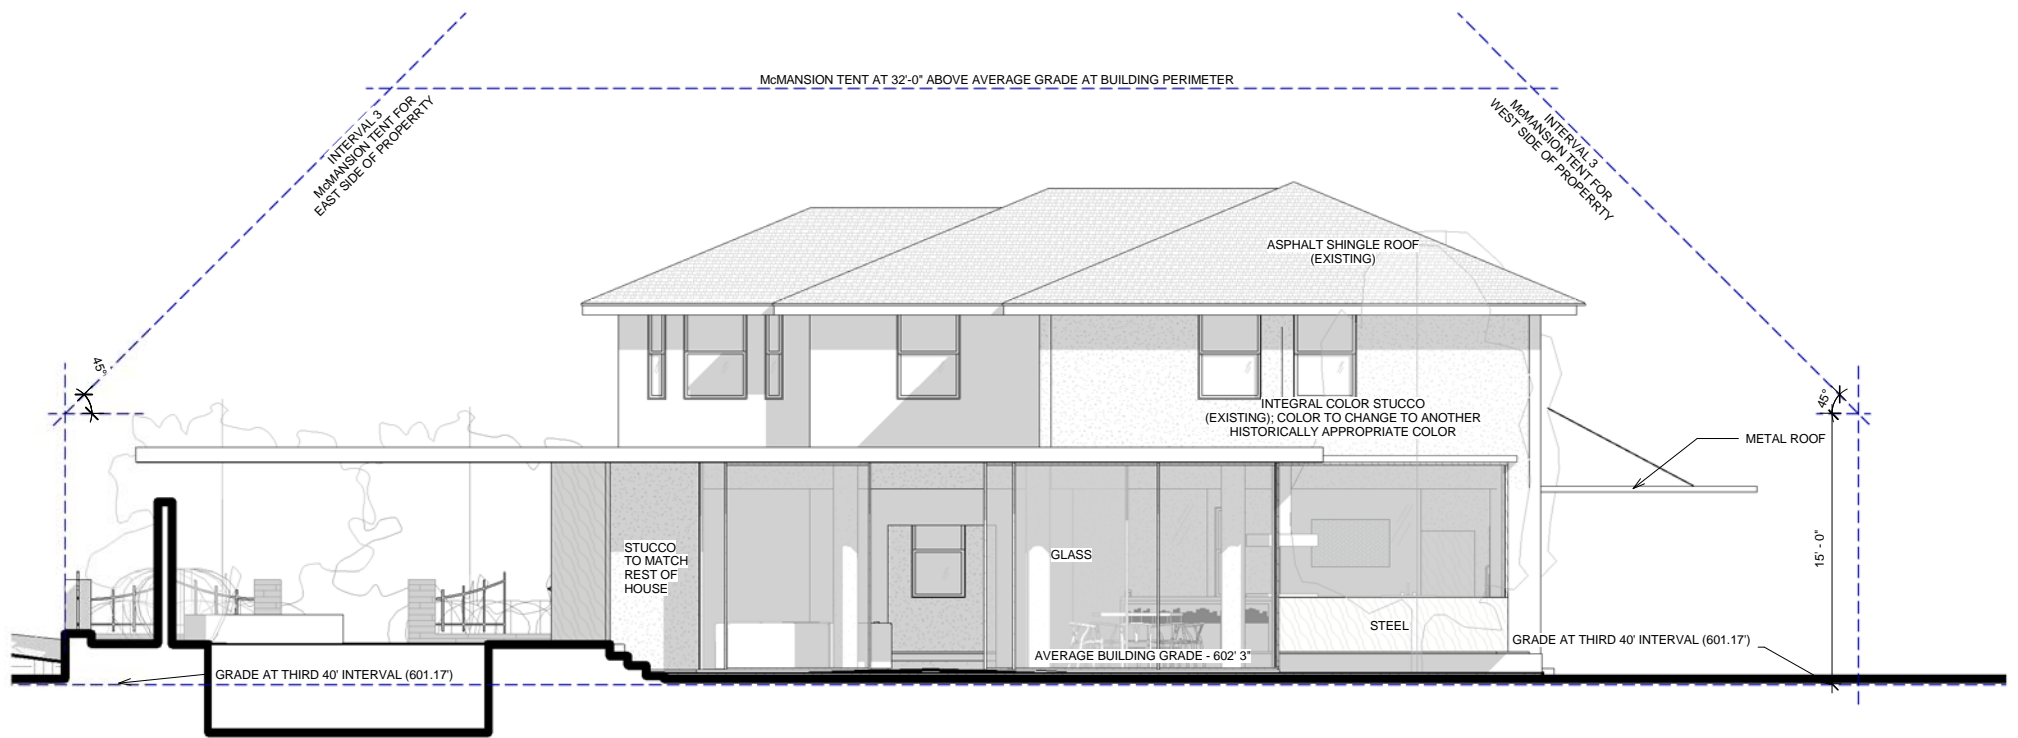 McMANSION TENT AT 32'-0" ABOVE AVERAGE GRADE AT BUILDING PERIMETER
INTERVAL 3
McMANSION TENT FOR
EAST SIDE OF PROPERRTY
INTERVAL 3
McMANSION TENT FOR
WEST SIDE OF PROPERRTY
ASPHALT SHINGLE ROOF
(EXISTING)
45°
45°
INTEGRAL COLOR STUCCO
(EXISTING); COLOR TO CHANGE TO ANOTHER
HISTORICALLY APPROPRIATE COLOR
METAL ROOF
15' - 0"
STUCCO
TO MATCH
REST OF
HOUSE
GLASS
STEEL
GRADE AT THIRD 40' INTERVAL (601.17')
AVERAGE BUILDING GRADE - 602' 3"
GRADE AT THIRD 40' INTERVAL (601.17')